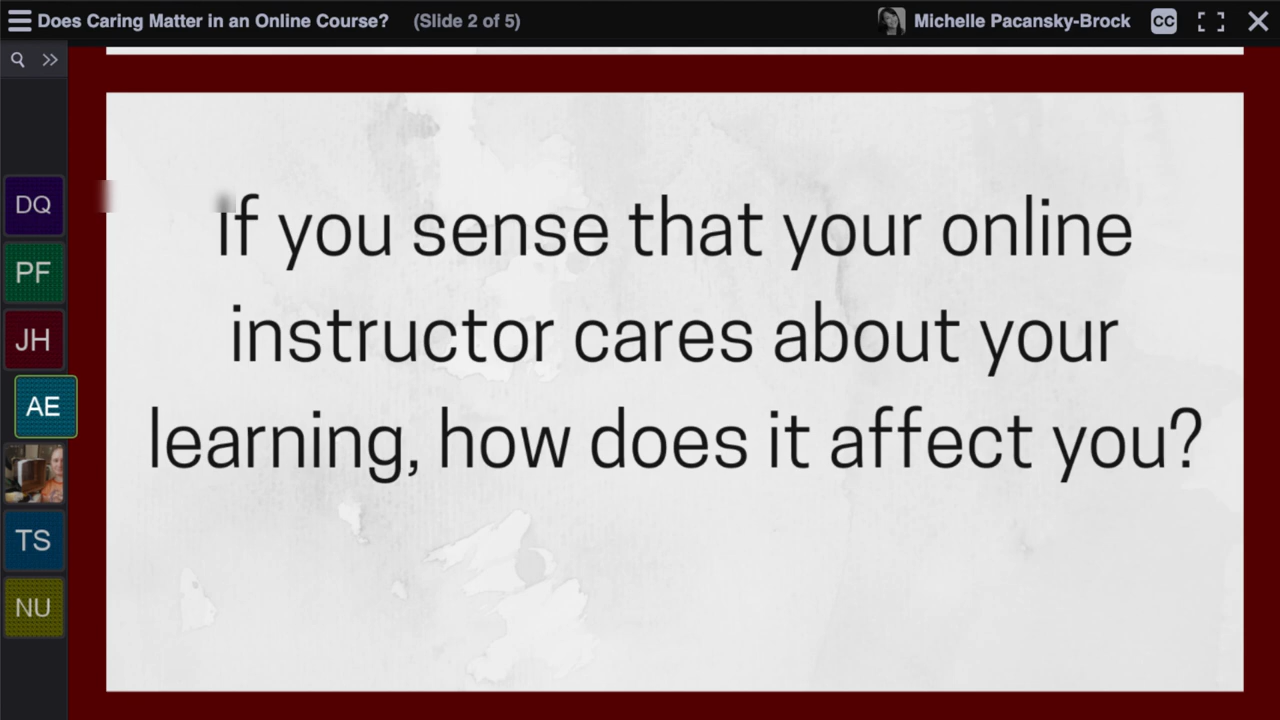 Does Caring Matter in an Online Course? (Slide 2 of 5) Michelle Pacansky-Brock CC
DQ
PF
JH
AE
TS
NU
If you sense that your online
instructor cares about your
learning, how does it affect you?